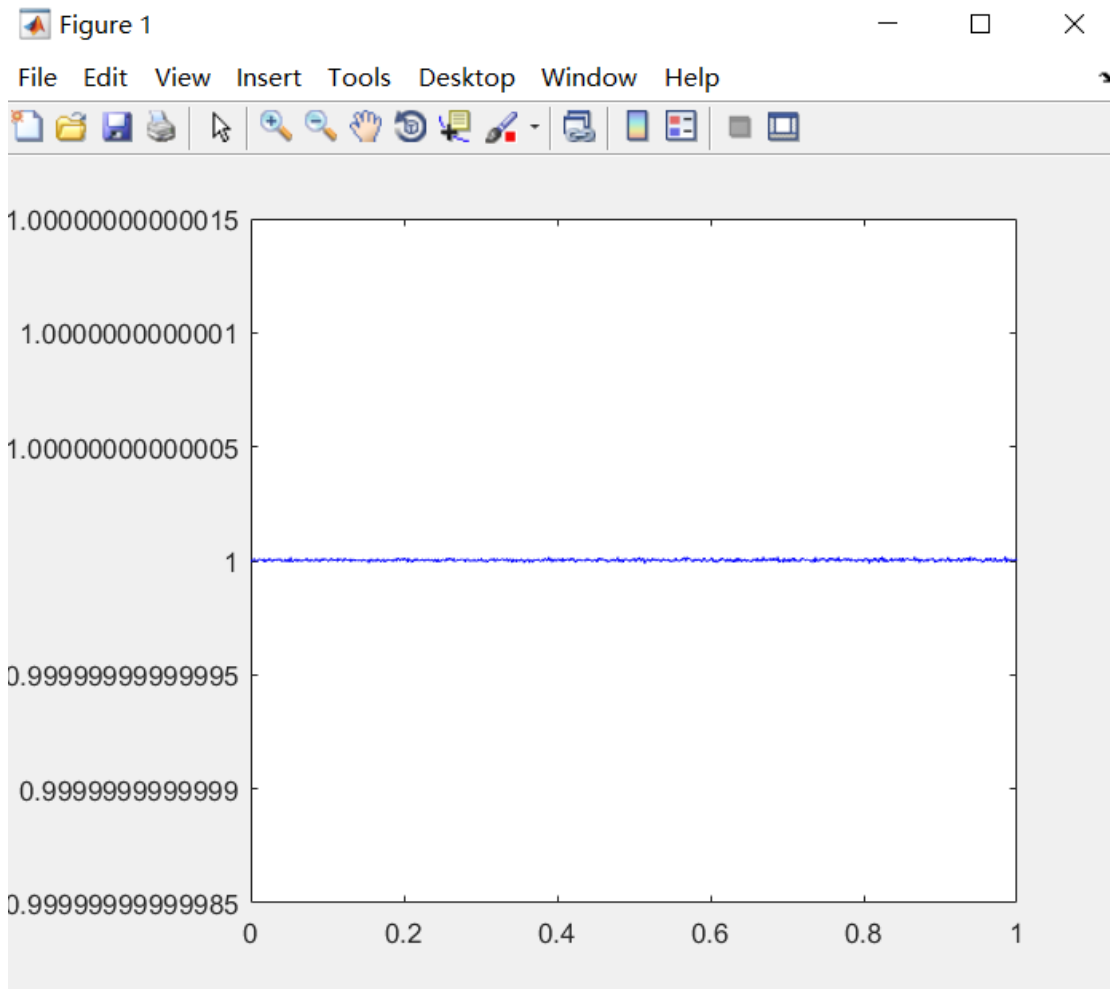 Figure 1
File Edit View Insert Tools Desktop Window Help
1.00000000000015
1.0000000000001
1.00000000000005
1
0.99999999999995
0.9999999999999
0.99999999999985
0 0.2 0.4 0.6 0.8 1